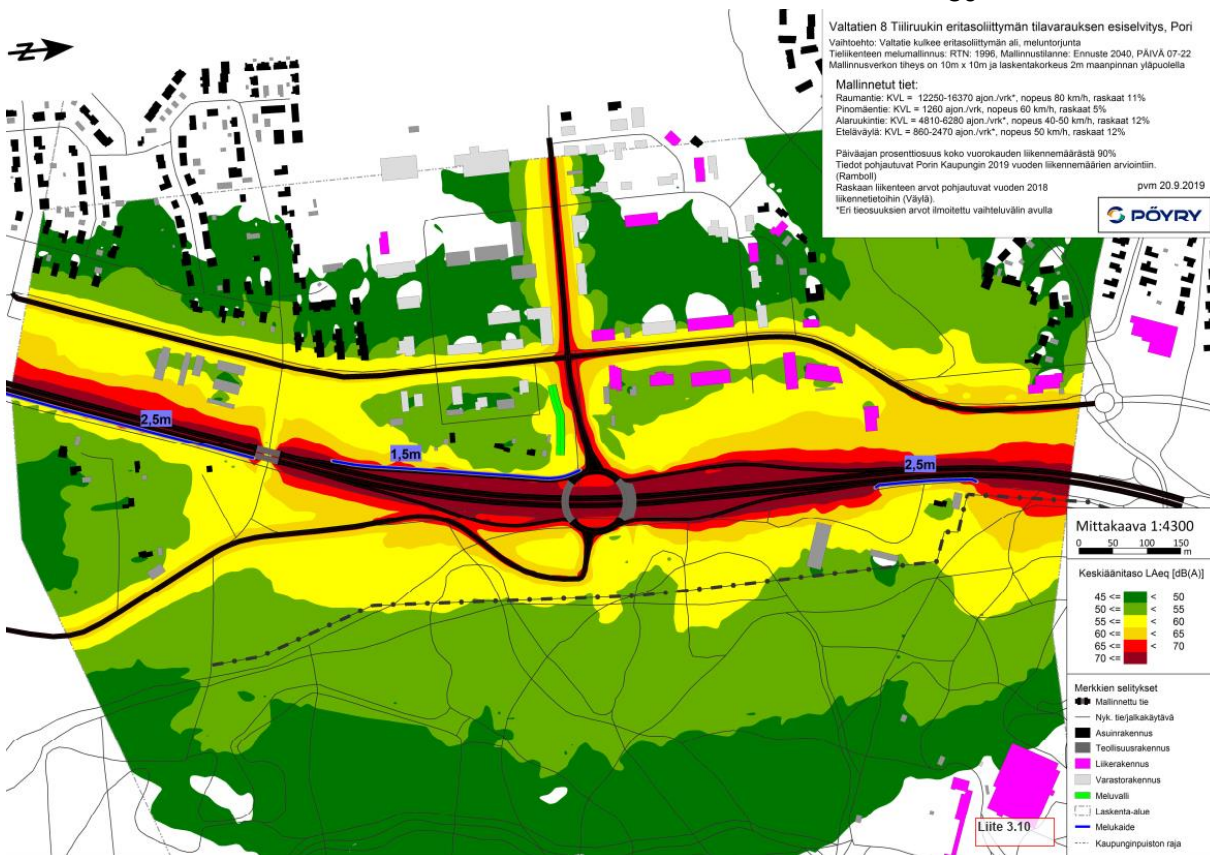 Valtatien 8 Tiiliruukin eritasoliittymän tilavarauksen esiselvitys, Pori
Vaihtoehto: Valtatie kulkee eritasoliittymän ali, meluntorjunta
Tieliikenteen melumallinnus: RTN: 1996, Mallinnustilanne: Ennuste 2040, PÄIVÄ 07-22
Mallinnusverkon tiheys on 10m x 10m ja laskentakorkeus 2m maanpinnan yläpuolella
Mallinnetut tiet:
Raumantie: KVL = 12250-16370 ajon./vrk*, nopeus 80 km/h, raskaat 11%
Pinomäentie: KVL = 1260 ajon./vrk, nopeus 60 km/h, raskaat 5%
Alaruukintie: KVL = 4810-6280 ajon./vrk*, nopeus 40-50 km/h, raskaat 12%
Eteläväylä: KVL = 860-2470 ajon./vrk*, nopeus 50 km/h, raskaat 12%
Päiväajan prosenttiosuus koko vuorokauden liikennemäärästä 90%
Tiedot pohjautuvat Porin Kaupungin 2019 vuoden liikennemäärien arviointiin.
(Ramboll)
Raskaan liikenteen arvot pohjautuvat vuoden 2018
liikennetietoihin (Väylä).
pvm 20.9.2019
*Eri tieosuuksien arvot ilmoitettu vaihteluvälin avulla
PÖYRY
Z
2,5m
1,5m
2,5m
Mittakaava 1:4300
0 50 100 150
m
Keskiäänitaso LAeq [dB(A)]
45 <= < 50
50 <= < 55
55 <= < 60
60 <= < 65
65 <= < 70
70 <=
Merkkien selitykset
Mallinnettu tie
Nyk. tie/jalkakäytävä
Asuinrakennus
Teollisuusrakennus
Liikerakennus
Varastorakennus
Meluvalli
Laskenta-alue
Melukaide
Kaupunginpuiston raja
Liite 3.10